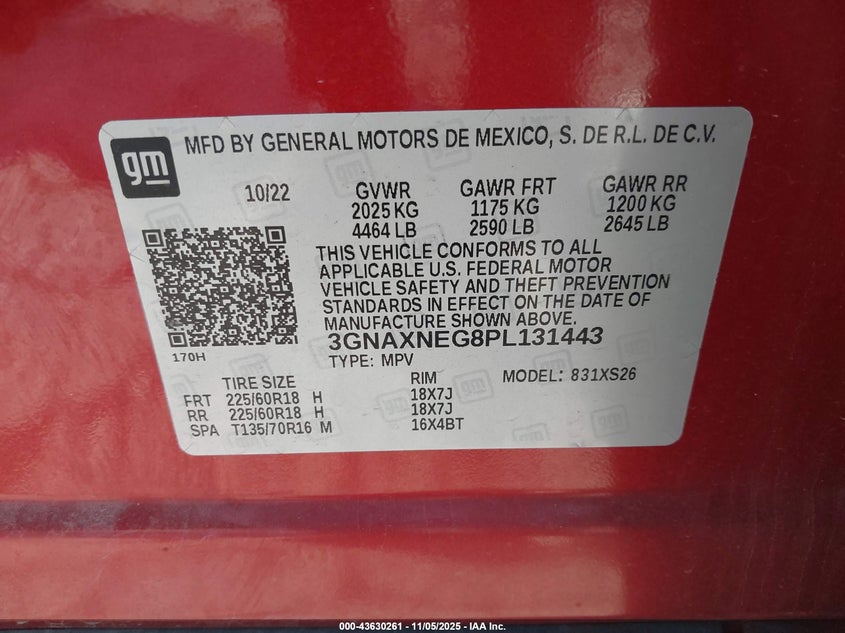 gm
MFD BY GENERAL MOTORS DE MEXICO, S. DE R.L. DE C.V.
10/22 GVWR GAWR FRT GAWR RR
2025 KG 1175 KG 1200 KG
4464 LB 2590 LB 2645 LB
THIS VEHICLE CONFORMS TO ALL
APPLICABLE U.S. FEDERAL MOTOR
VEHICLE SAFETY AND THEFT PREVENTION
STANDARDS IN EFFECT ON THE DATE OF
MANUFACTURE SHOWN ABOVE.
3GNAXNEG8PL131443
170H
TYPE: MPV
TIRE SIZE RIM MODEL: 831XS26
FRT 225/60R18 H 18X7J
RR 225/60R18 H 18X7J
SPA T135/70R16 M 16X4BT
000-43630261 - 11/05/2025 - IAA Inc.